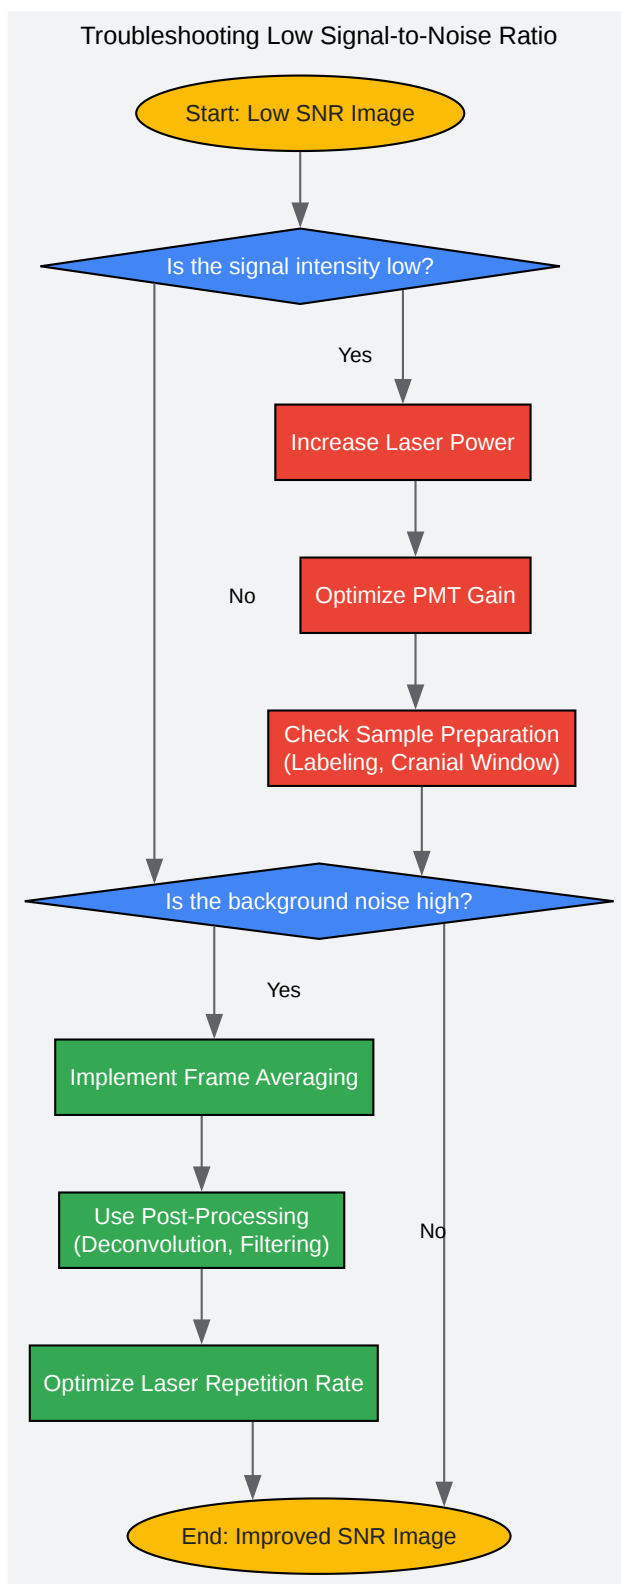 Troubleshooting Low Signal-to-Noise Ratio
Start: Low SNR Image
Is the signal intensity low?
Yes
Increase Laser Power
No
Optimize PMT Gain
Check Sample Preparation
(Labeling, Cranial Window)
Is the background noise high?
Yes
Implement Frame Averaging
Use Post-Processing
(Deconvolution, Filtering)
No
Optimize Laser Repetition Rate
End: Improved SNR Image